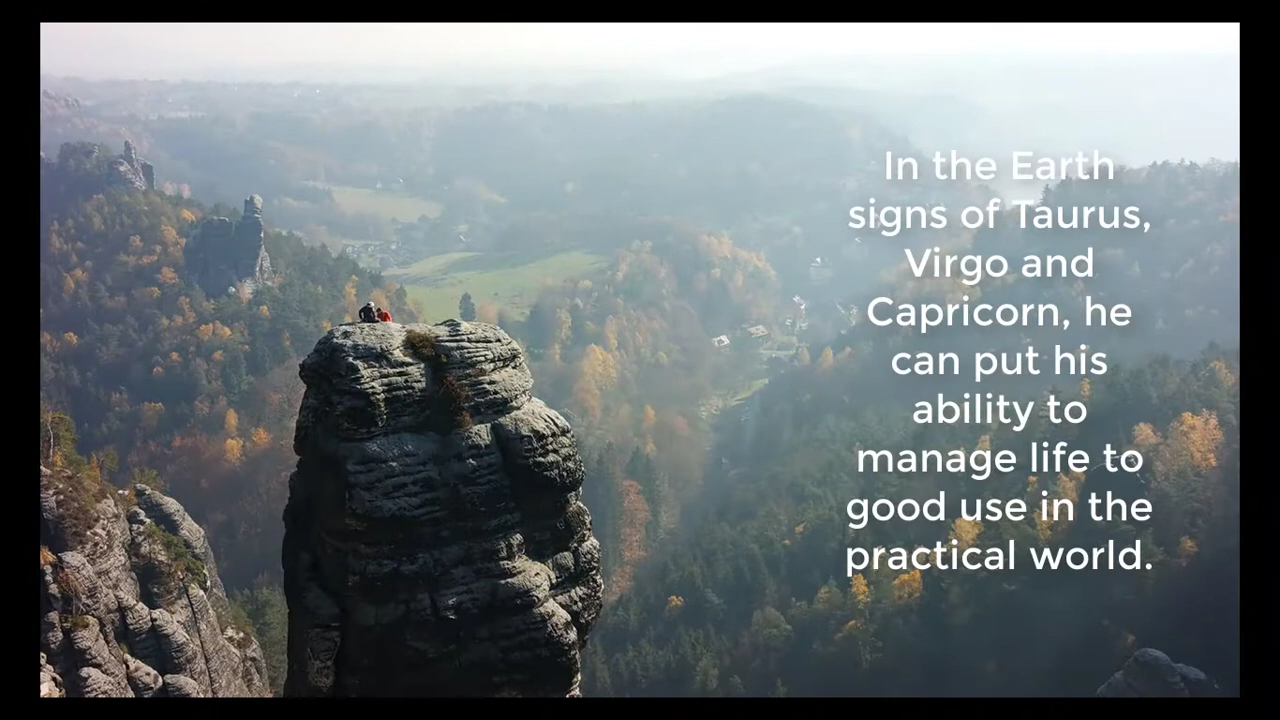 In the Earth
signs of Taurus,
Virgo and
Capricorn, he
can put his
ability to
manage life to
good use in the
practical world.